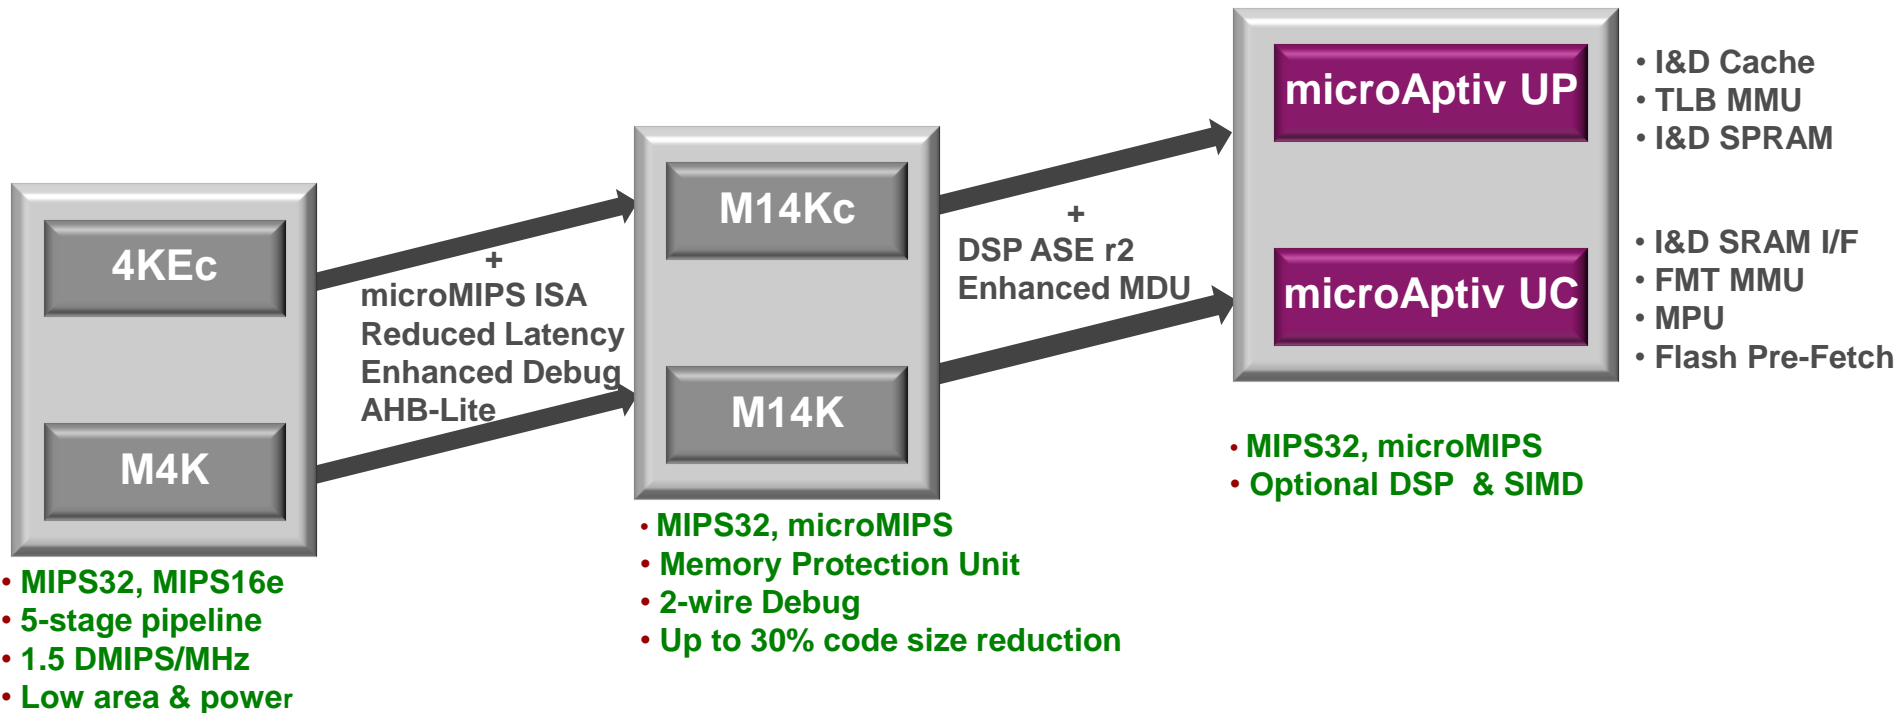 4KEc
M4K
• MIPS32, MIPS16e
• 5-stage pipeline
• 1.5 DMIPS/MHz
• Low area & power
+
microMIPS ISA
Reduced Latency
Enhanced Debug
AHB-Lite
M14Kc
M14K
• MIPS32, microMIPS
• Memory Protection Unit
• 2-wire Debug
• Up to 30% code size reduction
+
DSP ASE r2
Enhanced MDU
microAptiv UP
microAptiv UC
• I&D Cache
• TLB MMU
• I&D SPRAM
• I&D SRAM I/F
• FMT MMU
• MPU
• Flash Pre-Fetch
• MIPS32, microMIPS
• Optional DSP & SIMD